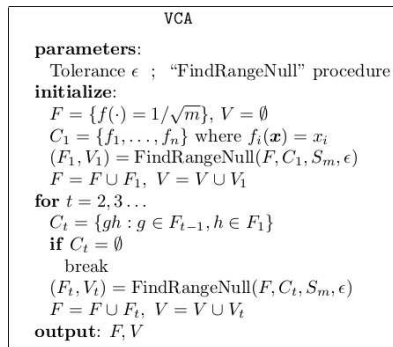 VCA
parameters:
Tolerance ϵ ; “FindRangeNull” procedure
initialize:
F = {f(·) = 1/√m}, V = ∅
C₁ = {f₁, . . . , fₙ} where fᵢ(x) = xᵢ
(F₁, V₁) = FindRangeNull(F, C₁, Sₘ, ϵ)
F = F ∪ F₁, V = V ∪ V₁
for t = 2, 3 . . .
Cₜ = {gh : g ∈ Fₜ₋₁, h ∈ F₁}
if Cₜ = ∅
break
(Fₜ, Vₜ) = FindRangeNull(F, Cₜ, Sₘ, ϵ)
F = F ∪ Fₜ, V = V ∪ Vₜ
output: F, V